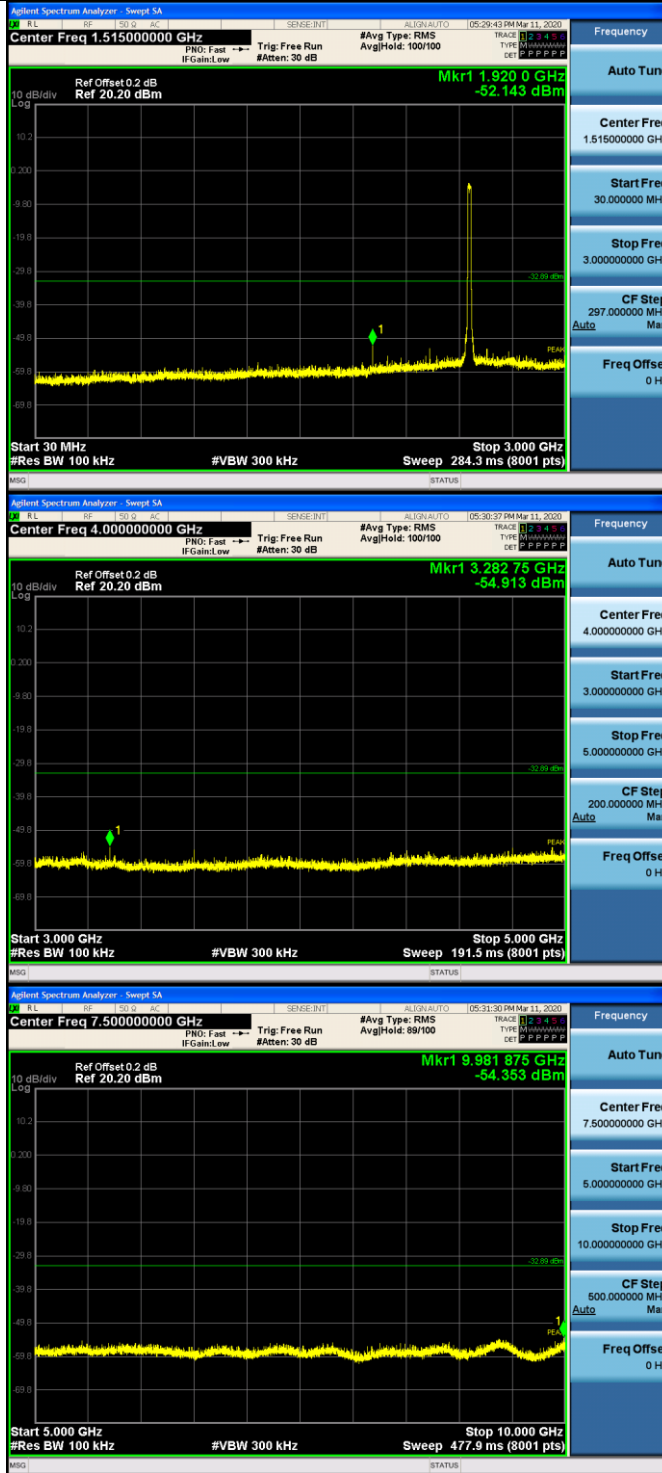 Agilent Spectrum Analyzer - Swept SA
RL RF 50 Ω AC SENSE:INT ALIGNAUTO 05:29:43 PM Mar 11, 2020
Center Freq 1.515000000 GHz
PNO: Fast Trig: Free Run
IFGain:Low #Atten: 30 dB
#Avg Type: RMS
Avg|Hold: 100/100
TRACE 1 2 3 4 5 6
TYPE M
DET P P P P P P
Frequency
Mkr1 1.920 0 GHz
-52.143 dBm
Ref Offset 0.2 dB
10 dB/div Ref 20.20 dBm
Log
10.2
0.200
-9.80
-19.8
-29.8
-32.89 dBm
-39.8
-49.8
1
PEAK
-59.8
-69.8
Start 30 MHz Stop 3.000 GHz
#Res BW 100 kHz #VBW 300 kHz Sweep 284.3 ms (8001 pts)
MSG STATUS
Auto Tun
Center Fre
1.515000000 GH
Start Fre
30.000000 MH
Stop Fre
3.000000000 GH
CF Ste
297.000000 MH
Auto Ma
Freq Offse
0 H
Agilent Spectrum Analyzer - Swept SA
RL RF 50 Ω AC SENSE:INT ALIGNAUTO 05:30:37 PM Mar 11, 2020
Center Freq 4.000000000 GHz
PNO: Fast Trig: Free Run
IFGain:Low #Atten: 30 dB
#Avg Type: RMS
Avg|Hold: 100/100
TRACE 1 2 3 4 5 6
TYPE M
DET P P P P P P
Frequency
Mkr1 3.282 75 GHz
-54.913 dBm
Ref Offset 0.2 dB
10 dB/div Ref 20.20 dBm
Log
10.2
0.200
-9.80
-19.8
-29.8
-32.89 dBm
-39.8
-49.8
1
PEAK
-59.8
-69.8
Start 3.000 GHz Stop 5.000 GHz
#Res BW 100 kHz #VBW 300 kHz Sweep 191.5 ms (8001 pts)
MSG STATUS
Auto Tun
Center Fre
4.000000000 GH
Start Fre
3.000000000 GH
Stop Fre
5.000000000 GH
CF Ste
200.000000 MH
Auto Ma
Freq Offse
0 H
Agilent Spectrum Analyzer - Swept SA
RL RF 50 Ω AC SENSE:INT ALIGNAUTO 05:31:30 PM Mar 11, 2020
Center Freq 7.500000000 GHz
PNO: Fast Trig: Free Run
IFGain:Low #Atten: 30 dB
#Avg Type: RMS
Avg|Hold: 89/100
TRACE 1 2 3 4 5 6
TYPE M
DET P P P P P P
Frequency
Mkr1 9.981 875 GHz
-54.353 dBm
Ref Offset 0.2 dB
10 dB/div Ref 20.20 dBm
Log
10.2
0.200
-9.80
-19.8
-29.8
-32.89 dBm
-39.8
-49.8
1
PEAK
-59.8
-69.8
Start 5.000 GHz Stop 10.000 GHz
#Res BW 100 kHz #VBW 300 kHz Sweep 477.9 ms (8001 pts)
MSG STATUS
Auto Tun
Center Fre
7.500000000 GH
Start Fre
5.000000000 GH
Stop Fre
10.000000000 GH
CF Ste
500.000000 MH
Auto Ma
Freq Offse
0 H